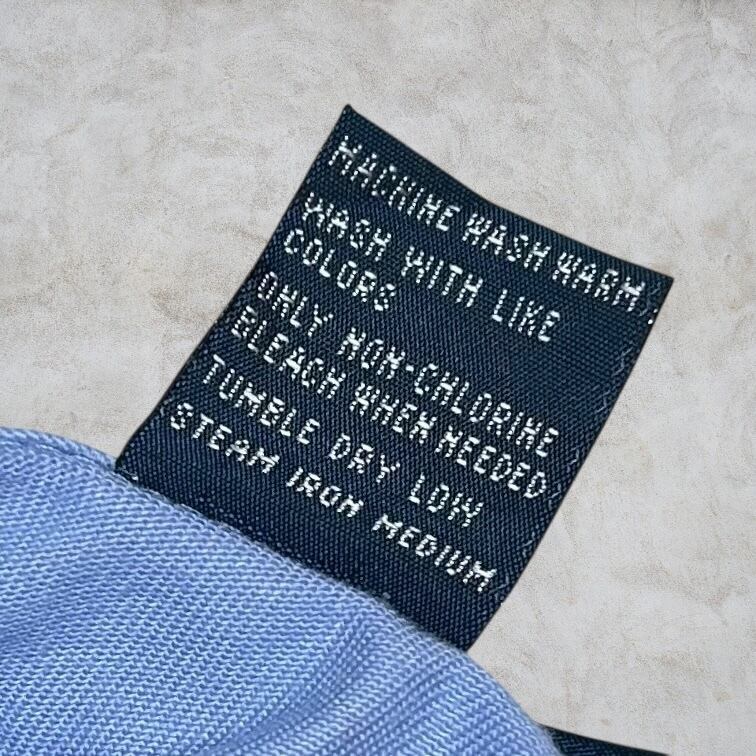 MACHINE WASH WARM
WASH WITH LIKE
COLORS
ONLY NON-CHLORINE
BLEACH WHEN NEEDED
TUMBLE DRY LOW
STEAM IRON MEDIUM